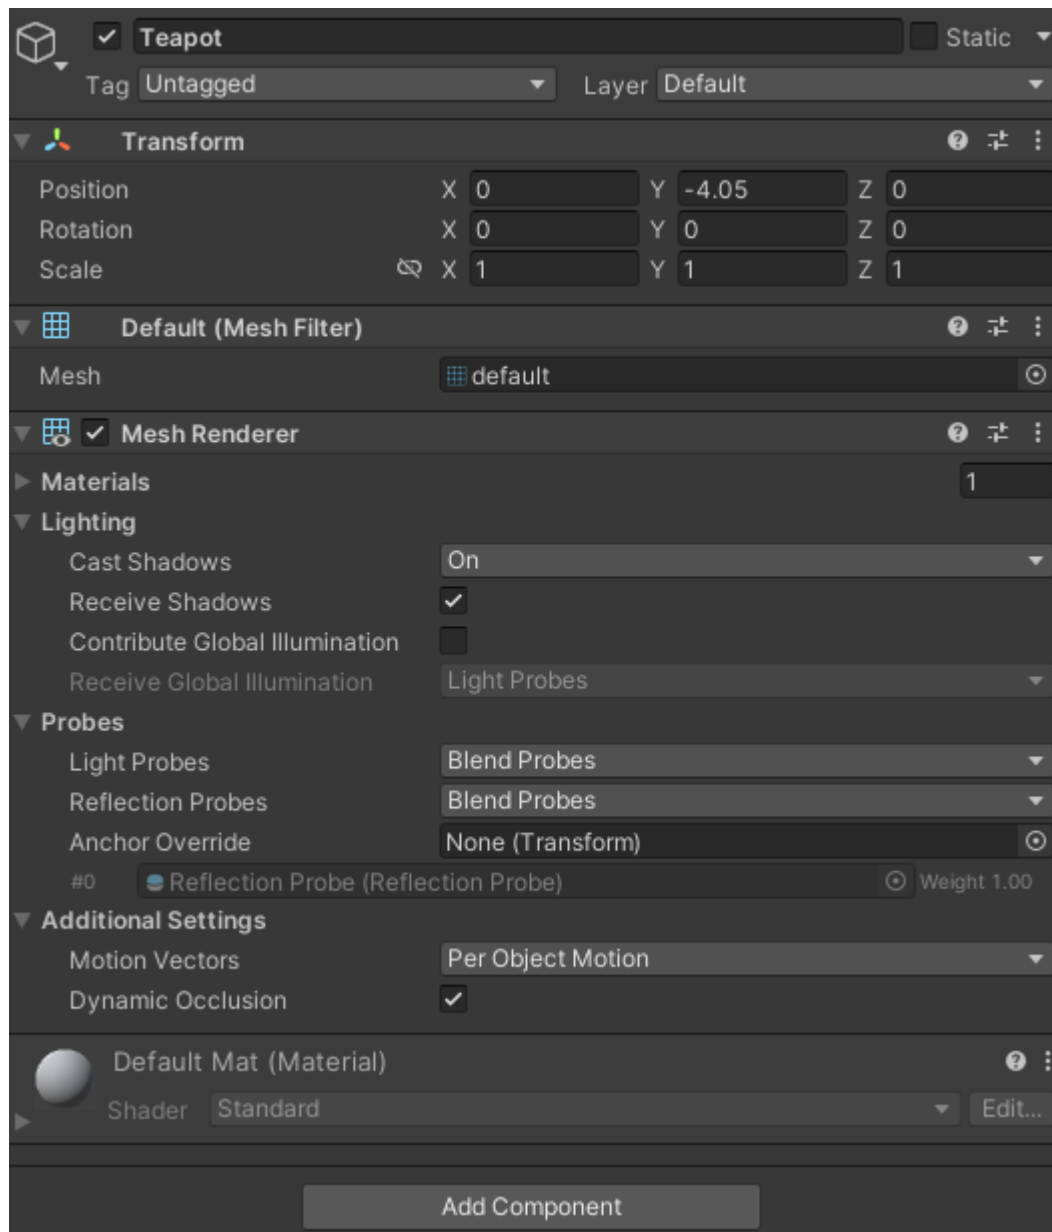 Teapot Static
Tag Untagged Layer Default
Transform
Position X 0 Y -4.05 Z 0
Rotation X 0 Y 0 Z 0
Scale X 1 Y 1 Z 1
Default (Mesh Filter)
Mesh default
Mesh Renderer
Materials 1
Lighting
Cast Shadows On
Receive Shadows
Contribute Global Illumination
Receive Global Illumination Light Probes
Probes
Light Probes Blend Probes
Reflection Probes Blend Probes
Anchor Override None (Transform)
#0 Reflection Probe (Reflection Probe) Weight 1.00
Additional Settings
Motion Vectors Per Object Motion
Dynamic Occlusion
Default Mat (Material)
Shader Standard Edit...
Add Component